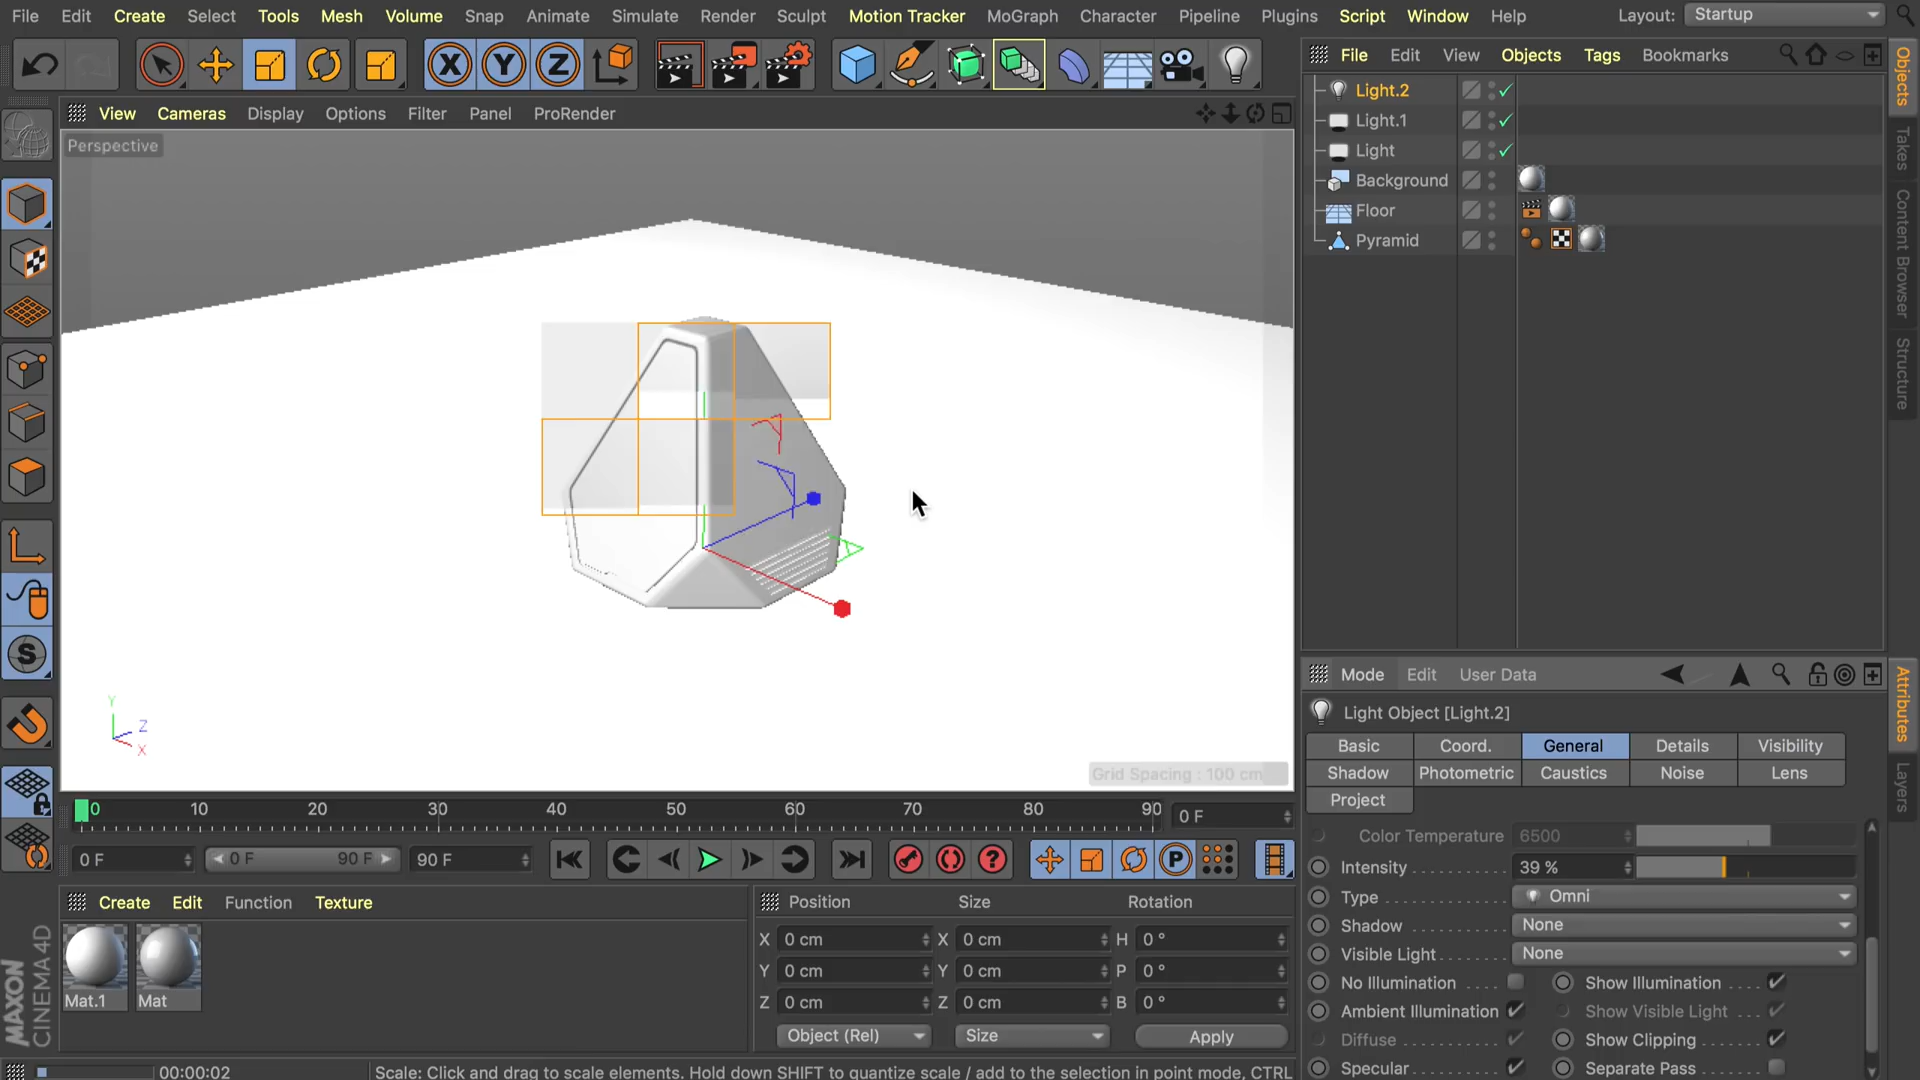 File Edit Create Select Tools Mesh Volume Snap Animate Simulate Render Sculpt Motion Tracker MoGraph Character Pipeline Plugins Script Window Help Layout: Startup
X Y Z
File Edit View Objects Tags Bookmarks
View Cameras Display Options Filter Panel ProRender
Perspective
Light.2
Light.1
Light
Background
Floor
Pyramid
Objects
Takes
Content Browser
Structure
Y
Z
X
Grid Spacing : 100 cm
S
Mode Edit User Data
Light Object [Light.2]
Basic Coord. General Details Visibility
Shadow Photometric Caustics Noise Lens
Project
Attributes
Layers
0 10 20 30 40 50 60 70 80 90 0 F
0 F 0 F 90 F 90 F
P
Color Temperature 6500
Intensity 39 %
Type Omni
Shadow None
Visible Light None
No Illumination Show Illumination
Ambient Illumination Show Visible Light
Diffuse Show Clipping
Specular Separate Pass
Create Edit Function Texture
Mat.1 Mat
Position Size Rotation
X 0 cm X 0 cm H 0 °
Y 0 cm Y 0 cm P 0 °
Z 0 cm Z 0 cm B 0 °
Object (Rel) Size Apply
MAXON
CINEMA 4D
00:00:02 Scale: Click and drag to scale elements. Hold down SHIFT to quantize scale / add to the selection in point mode, CTRL